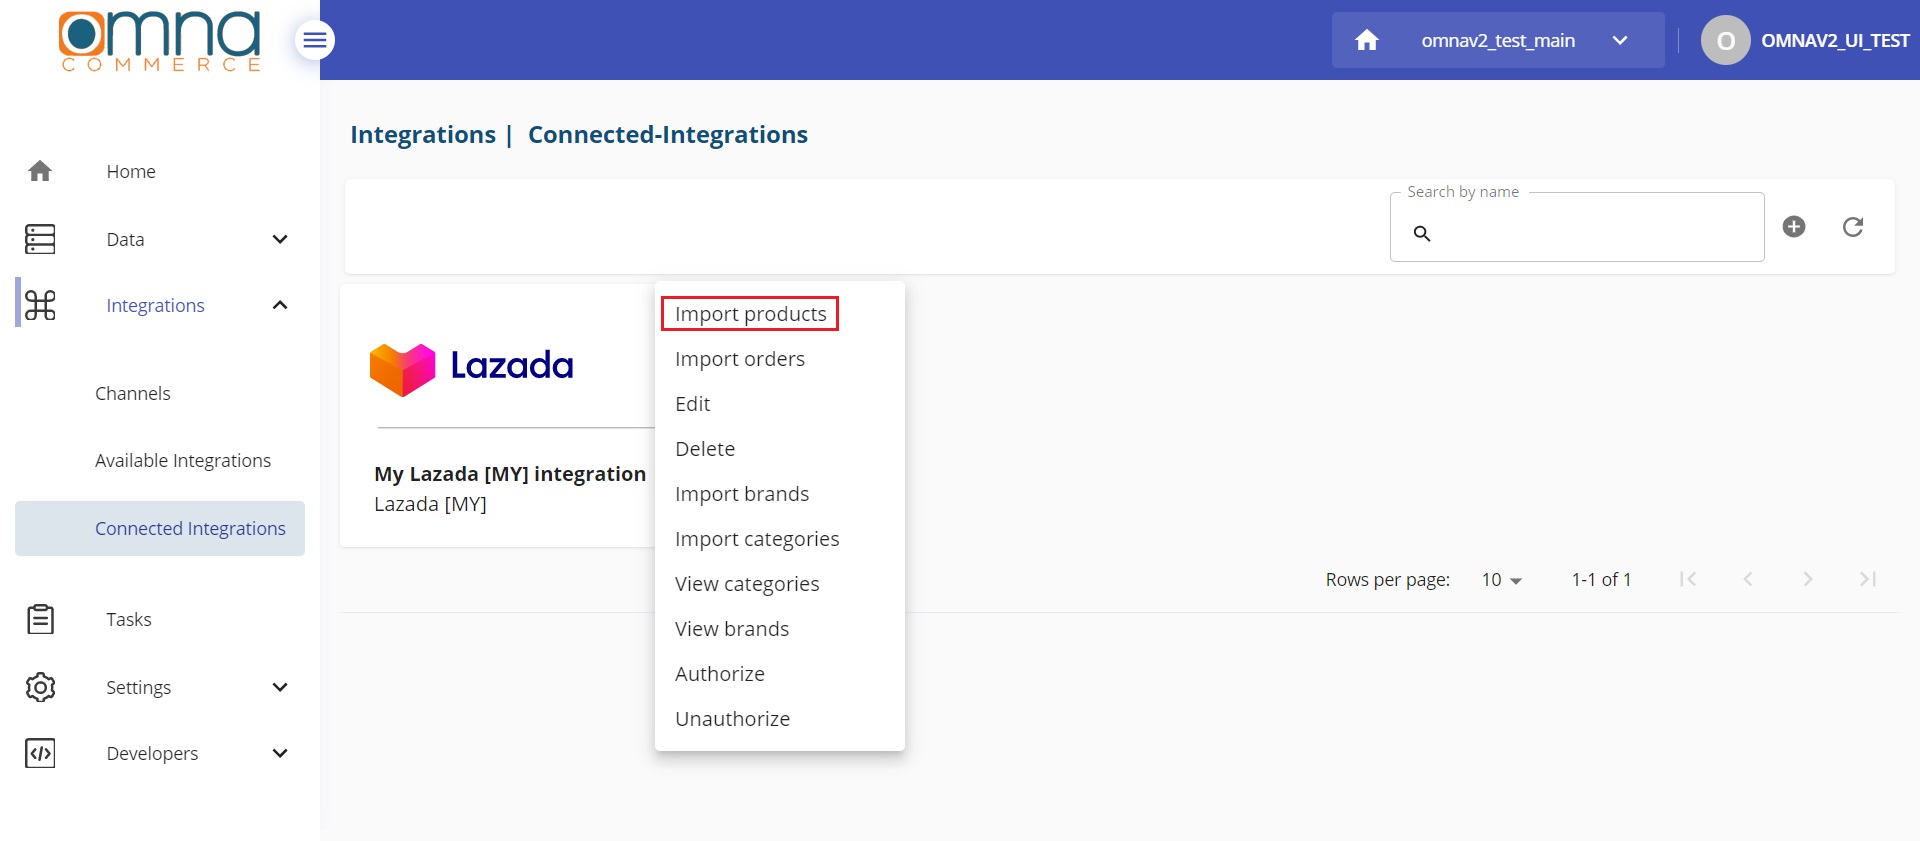 omna
COMMERCE
omnav2_test_main
O
OMNAV2_UI_TEST
Home
Data
Integrations
Channels
Available Integrations
Connected Integrations
Tasks
Settings
Developers
Integrations | Connected-Integrations
Search by name
Lazada
My Lazada [MY] integration
Lazada [MY]
Import products
Import orders
Edit
Delete
Import brands
Import categories
View categories
View brands
Authorize
Unauthorize
Rows per page: 10 1-1 of 1